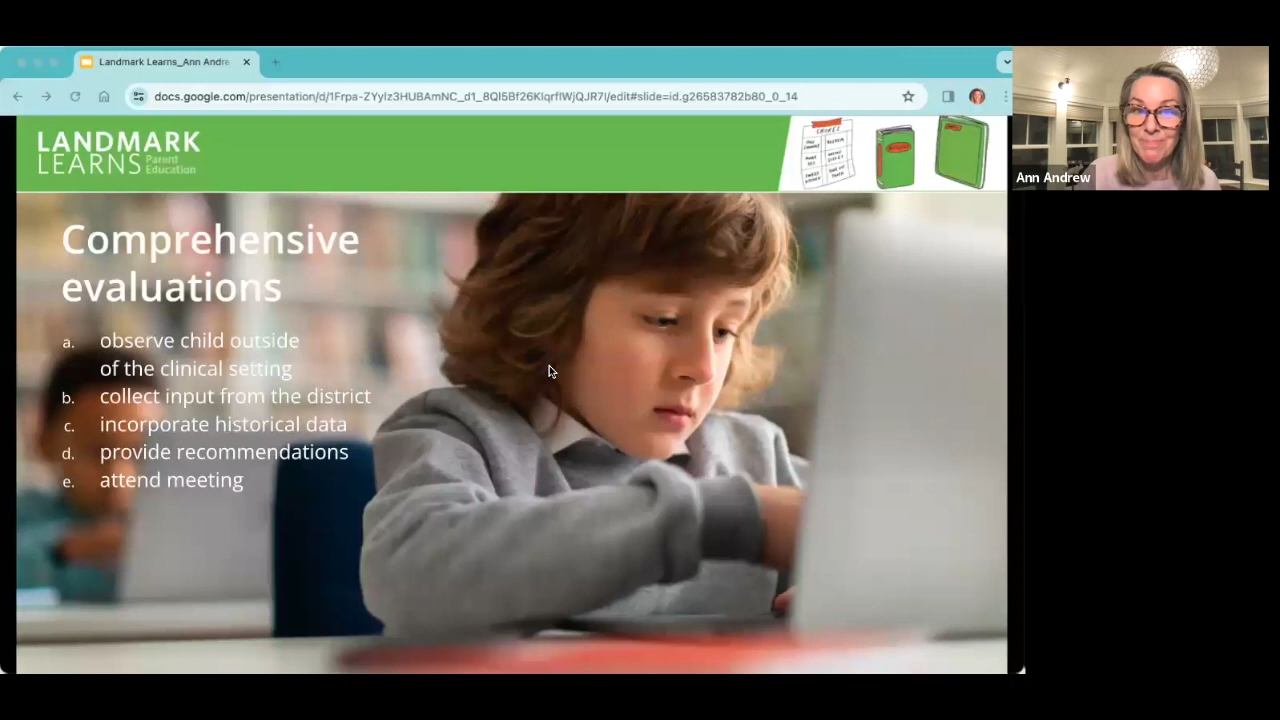 Landmark Learns_Ann Andre
docs.google.com/presentation/d/1Frpa-ZYyIz3HUBAmNC_d1_8Ql5Bf26KIqrflWjQJR7I/edit#slide=id.g26583782b80_0_14
LANDMARK
LEARNS Parent Education
Comprehensive
evaluations
a. observe child outside
of the clinical setting
b. collect input from the district
c. incorporate historical data
d. provide recommendations
e. attend meeting
Ann Andrew